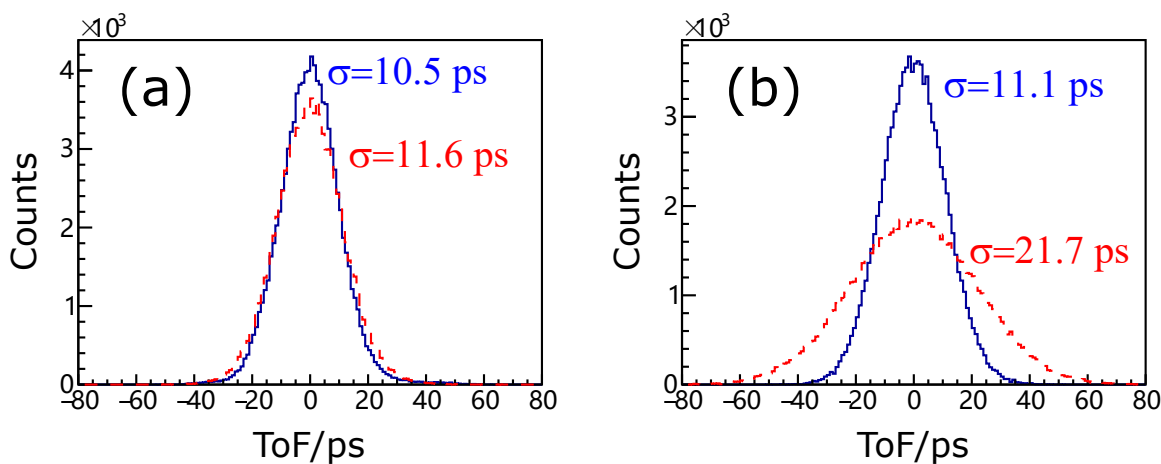 ×10³
(a)
σ=10.5 ps
σ=11.6 ps
Counts
4
3
2
1
0
−80 −60 −40 −20 0 20 40 60 80
ToF/ps
×10³
(b)
σ=11.1 ps
σ=21.7 ps
Counts
3
2
1
0
−80 −60 −40 −20 0 20 40 60 80
ToF/ps